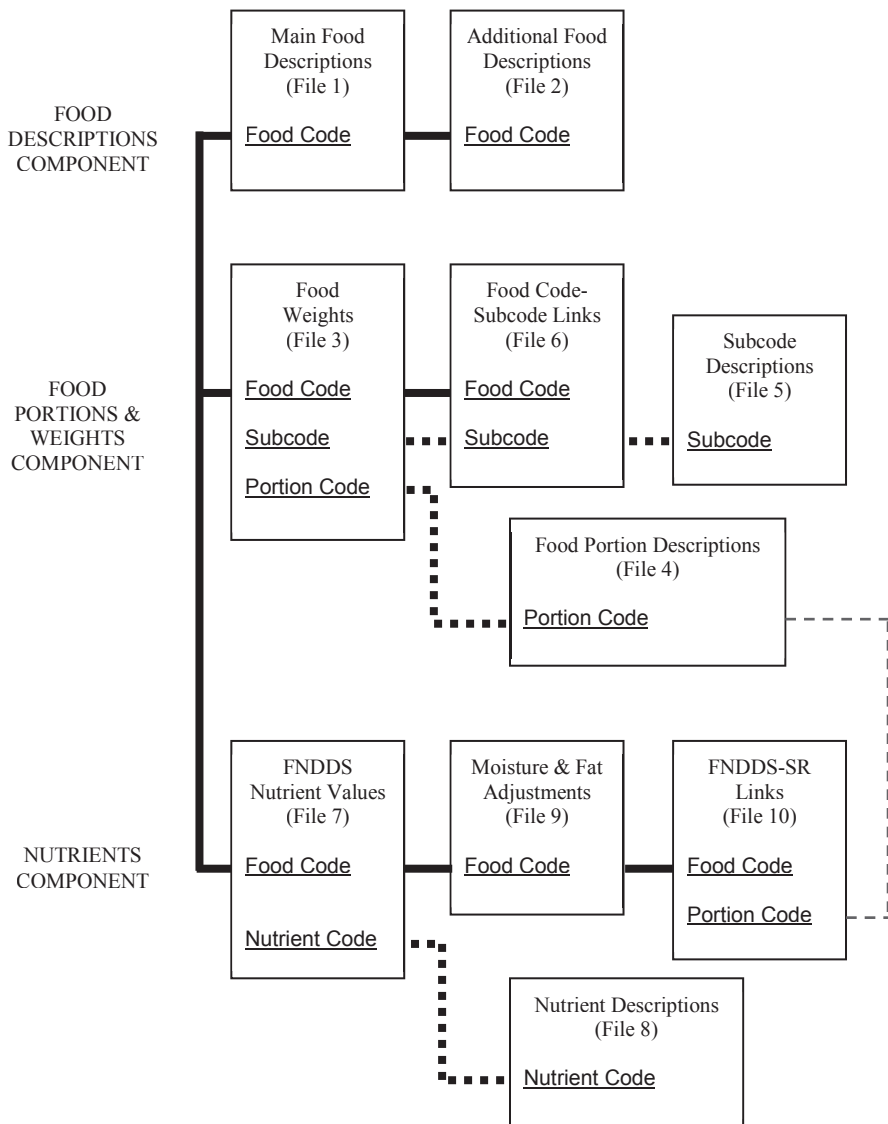 FOOD
DESCRIPTIONS
COMPONENT
Main Food
Descriptions
(File 1)
Food Code
Additional Food
Descriptions
(File 2)
Food Code
FOOD
PORTIONS &
WEIGHTS
COMPONENT
Food
Weights
(File 3)
Food Code
Subcode
Portion Code
Food Code-
Subcode Links
(File 6)
Food Code
Subcode
Subcode
Descriptions
(File 5)
Subcode
Food Portion Descriptions
(File 4)
Portion Code
NUTRIENTS
COMPONENT
FNDDS
Nutrient Values
(File 7)
Food Code
Nutrient Code
Moisture & Fat
Adjustments
(File 9)
Food Code
FNDDS-SR
Links
(File 10)
Food Code
Portion Code
Nutrient Descriptions
(File 8)
Nutrient Code